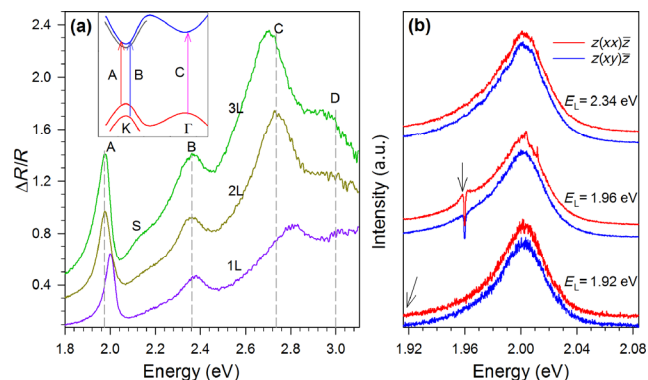 (a)
A
B
C
K
Γ
A
B
C
D
S
3L
2L
1L
ΔR/R
2.4
2.0
1.6
1.2
0.8
0.4
1.8
2.0
2.2
2.4
2.6
2.8
3.0
Energy (eV)
(b)
z(xx)z̅
z(xy)z̅
E_L=2.34 eV
E_L=1.96 eV
E_L=1.92 eV
Intensity (a.u.)
1.92
1.96
2.00
2.04
2.08
Energy (eV)